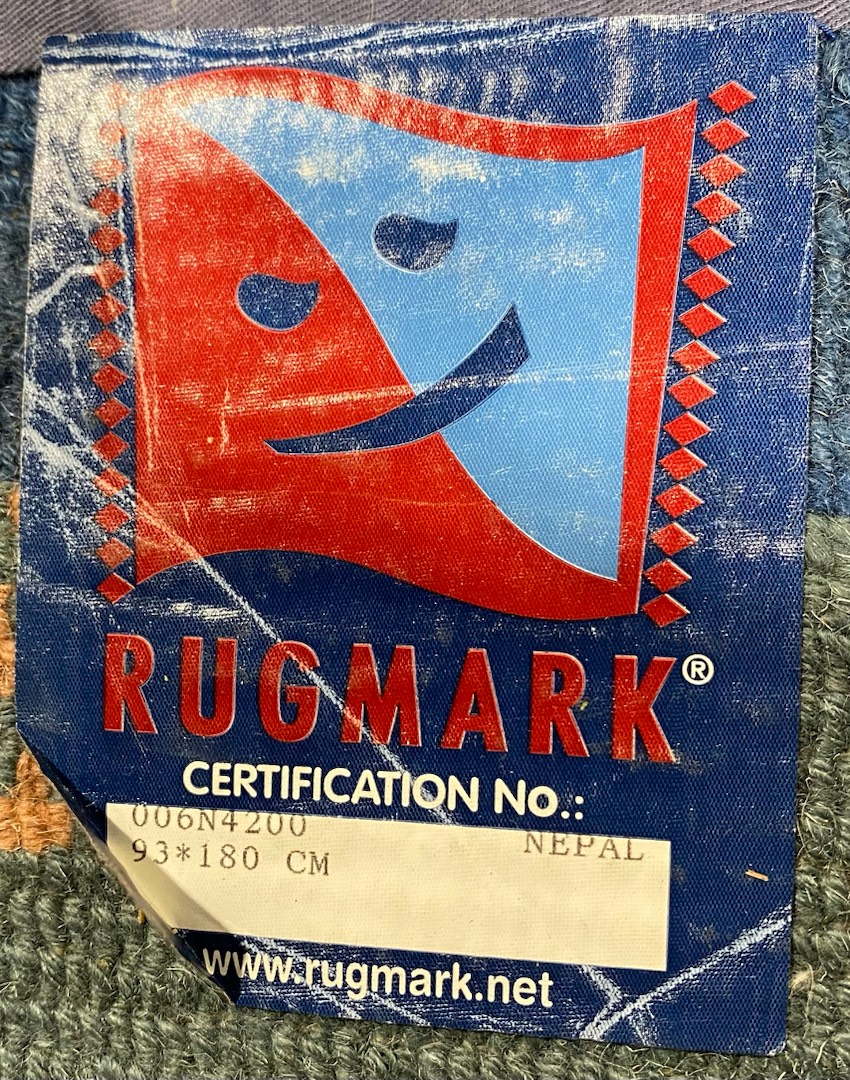 RUGMARK®
CERTIFICATION No.:
006N4200 NEPAL
93*180 CM
www.rugmark.net